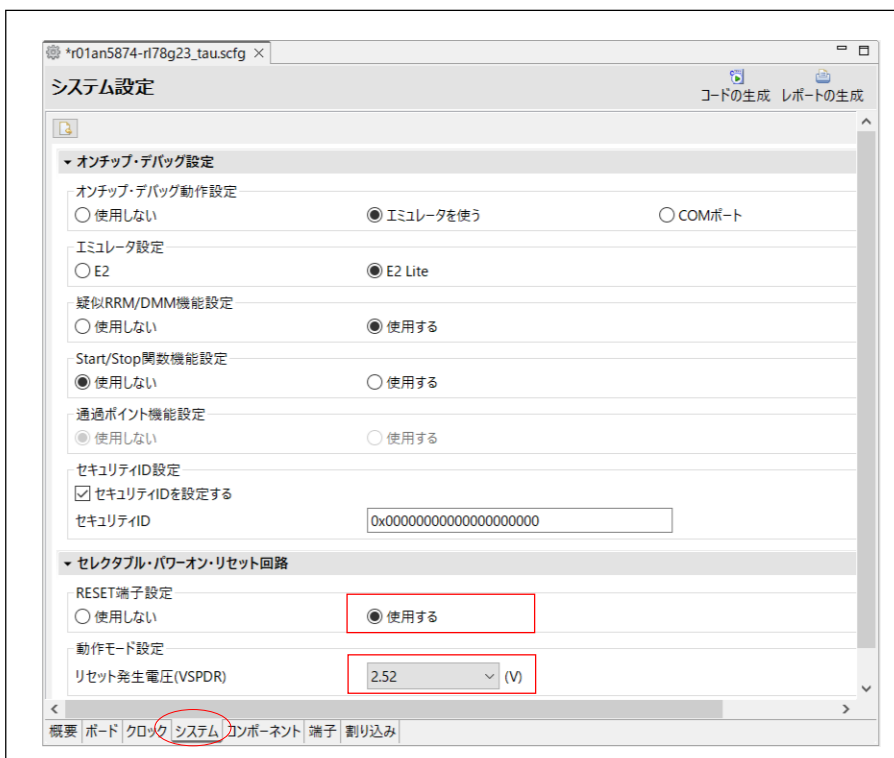 *r01an5874-rl78g23_tau.scfg
システム設定
コードの生成 レポートの生成
オンチップ・デバッグ設定
オンチップ・デバッグ動作設定
使用しない エミュレータを使う COMポート
エミュレータ設定
E2 E2 Lite
疑似RRM/DMM機能設定
使用しない 使用する
Start/Stop関数機能設定
使用しない 使用する
通過ポイント機能設定
使用しない 使用する
セキュリティID設定
セキュリティIDを設定する
セキュリティID 0x00000000000000000000
セレクタブル・パワーオン・リセット回路
RESET端子設定
使用しない 使用する
動作モード設定
リセット発生電圧(VSPDR) 2.52 (V)
概要 ボード クロック システム コンポーネント 端子 割り込み